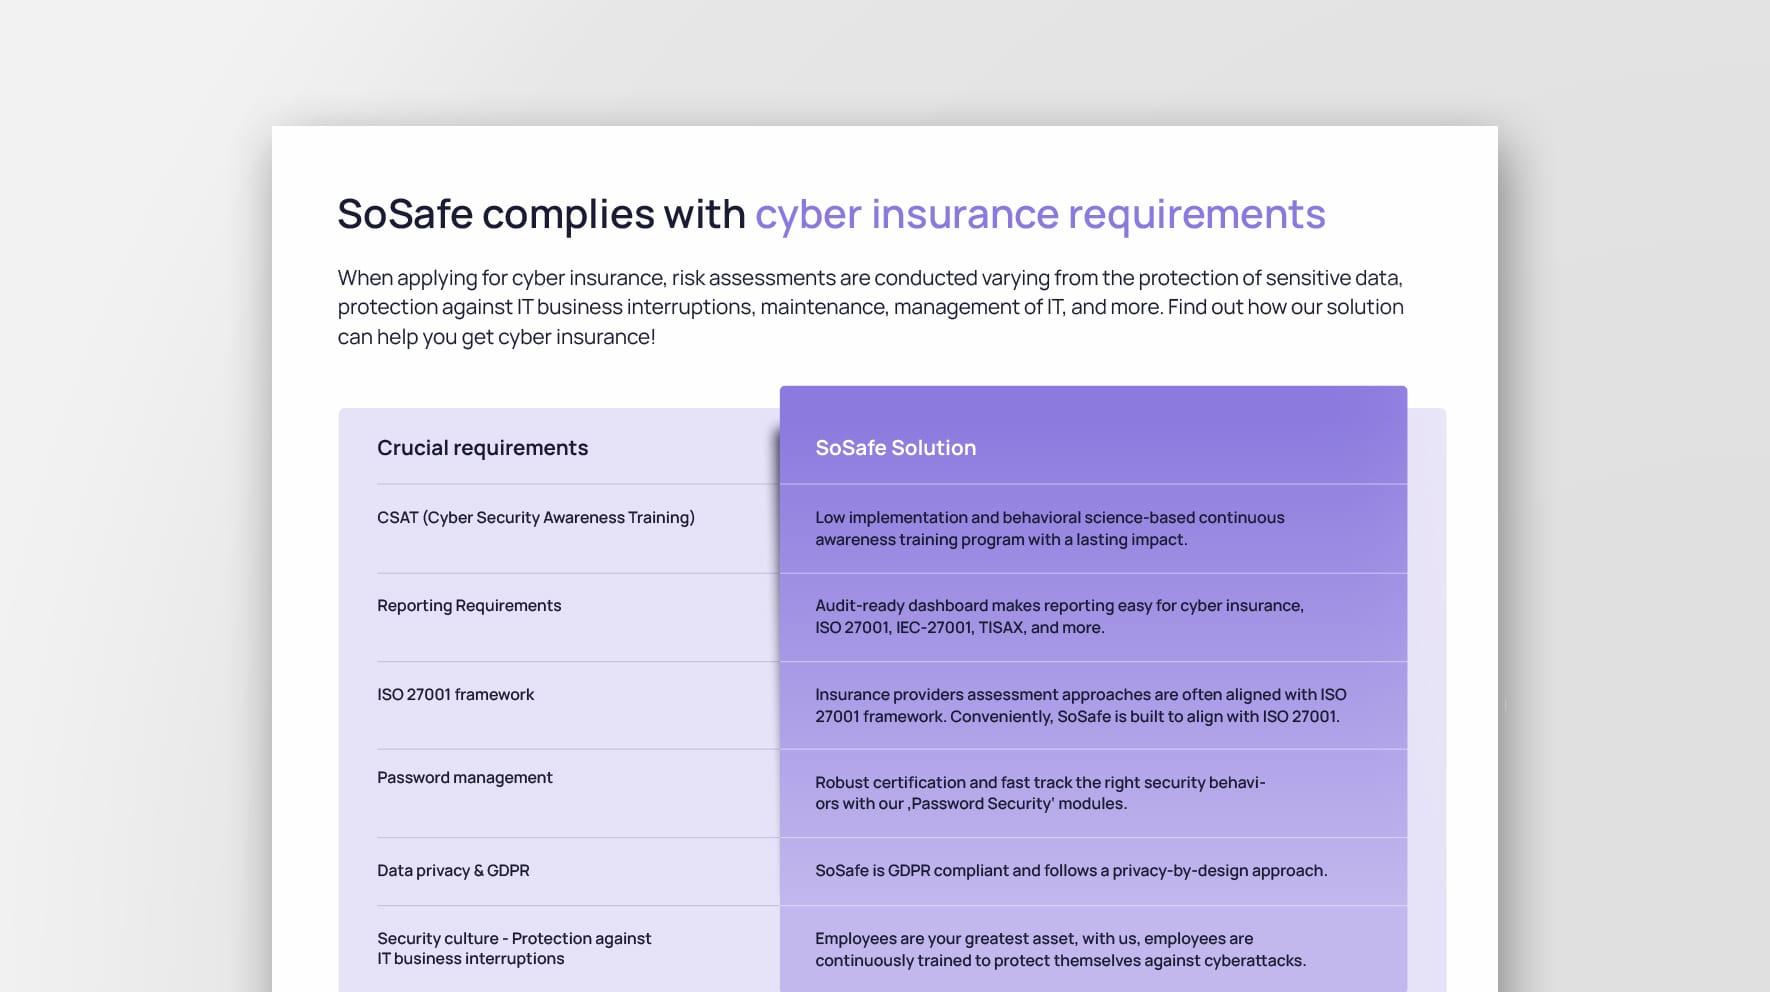 SoSafe complies with cyber insurance requirements
When applying for cyber insurance, risk assessments are conducted varying from the protection of sensitive data,
protection against IT business interruptions, maintenance, management of IT, and more. Find out how our solution
can help you get cyber insurance!
Crucial requirements
SoSafe Solution
CSAT (Cyber Security Awareness Training)
Low implementation and behavioral science-based continuous
awareness training program with a lasting impact.
Reporting Requirements
Audit-ready dashboard makes reporting easy for cyber insurance,
ISO 27001, IEC-27001, TISAX, and more.
ISO 27001 framework
Insurance providers assessment approaches are often aligned with ISO
27001 framework. Conveniently, SoSafe is built to align with ISO 27001.
Password management
Robust certification and fast track the right security behavi-
ors with our ‚Password Security‘ modules.
Data privacy & GDPR
SoSafe is GDPR compliant and follows a privacy-by-design approach.
Security culture - Protection against
IT business interruptions
Employees are your greatest asset, with us, employees are
continuously trained to protect themselves against cyberattacks.